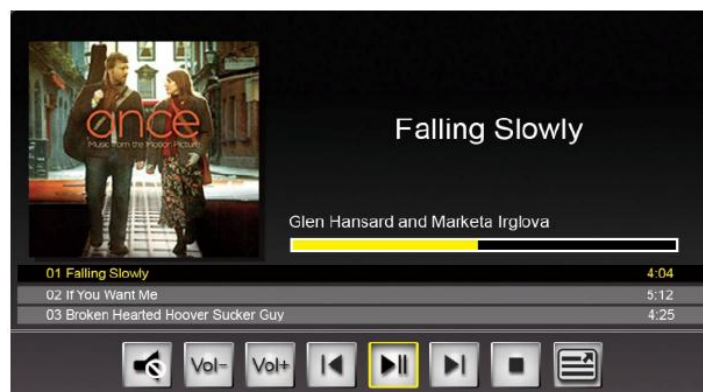 once
Music from the Motion Picture
Falling Slowly
Glen Hansard and Marketa Irglova
01 Falling Slowly 4:04
02 If You Want Me 5:12
03 Broken Hearted Hoover Sucker Guy 4:25
Vol- Vol+